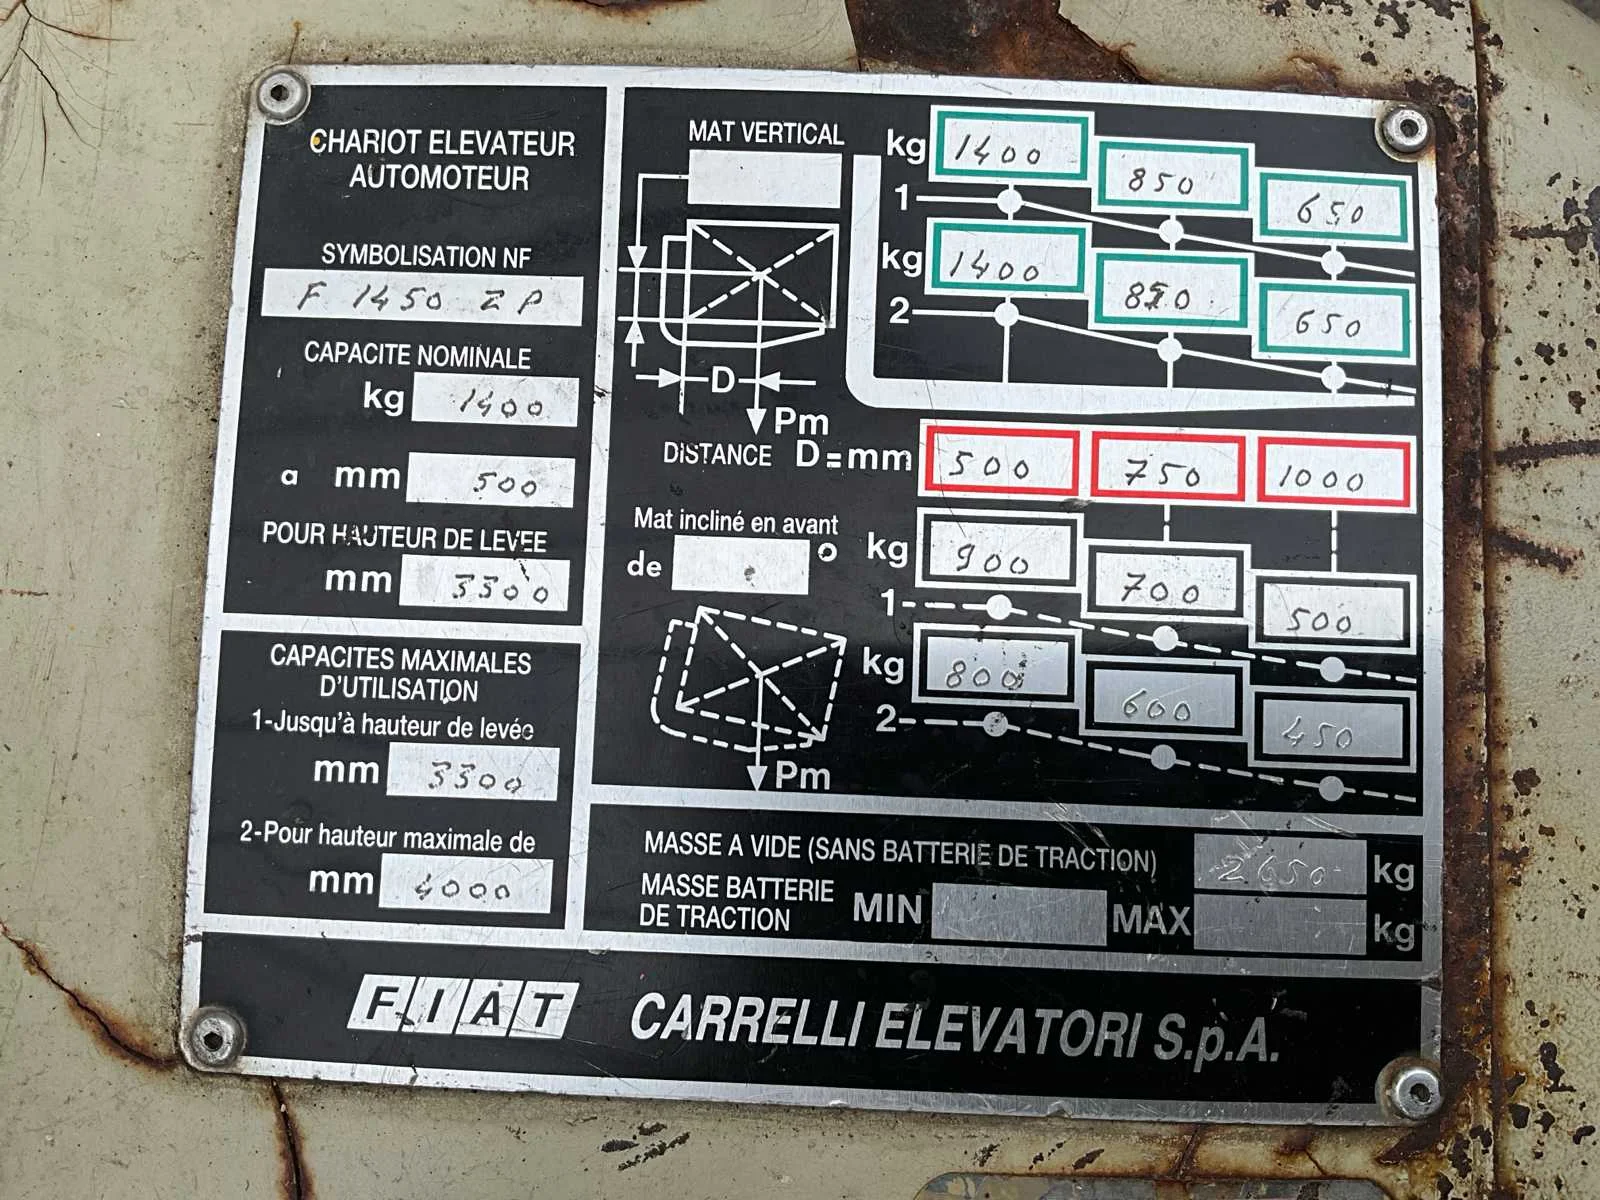 CHARIOT ELEVATEUR
AUTOMOTEUR
SYMBOLISATION NF
F 1450 ZP
CAPACITE NOMINALE
kg 1400
a mm 500
POUR HAUTEUR DE LEVEE
mm 3300
CAPACITES MAXIMALES
D'UTILISATION
1-Jusqu'à hauteur de levée
mm 3300
2-Pour hauteur maximale de
mm 4000
MAT VERTICAL
kg 1400 850 650
1
kg 1400 850 650
2
D
Pm
DISTANCE D=mm 500 750 1000
Mat incliné en avant
de °
kg 900 700 500
1
kg 800 600 450
2
Pm
MASSE A VIDE (SANS BATTERIE DE TRACTION) 2650 kg
MASSE BATTERIE
DE TRACTION MIN MAX kg
FIAT CARRELLI ELEVATORI S.p.A.